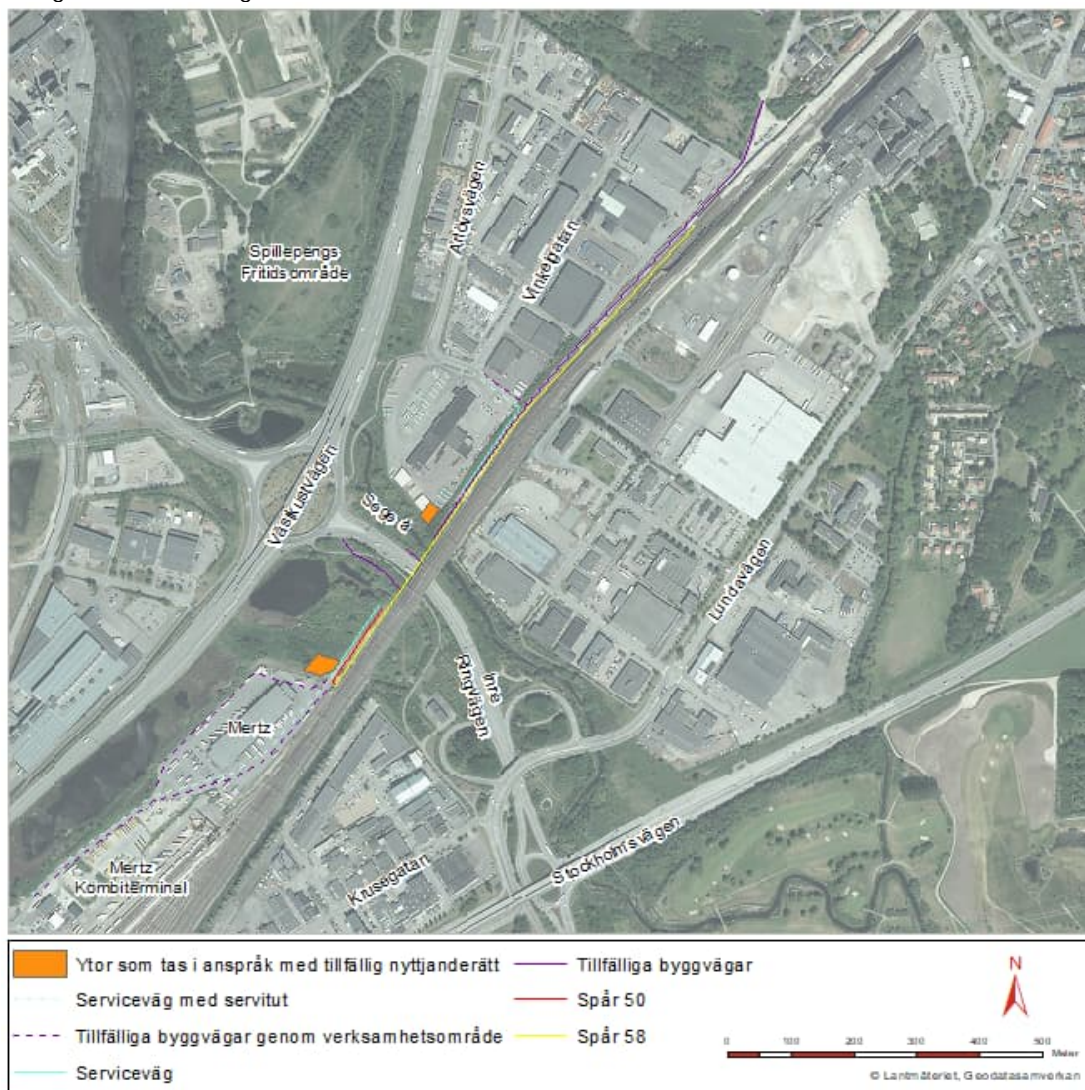 Arlövsvägen
Vinkelgatan
Spillepengs
Fritidsområde
Västkustvägen
Sege å
Lundavägen
Inre
Ringvägen
Mertz
Stockholmsvägen
Mertz
Kombiterminal
Krusegatan
Ytor som tas i anspråk med tillfällig nyttjanderätt
Serviceväg med servitut
Tillfälliga byggvägar genom verksamhetsområde
Serviceväg
Tillfälliga byggvägar
Spår 50
Spår 58
N
0 100 200 300 400 500
Meter
© Lantmäteriet, Geodatasamverkan